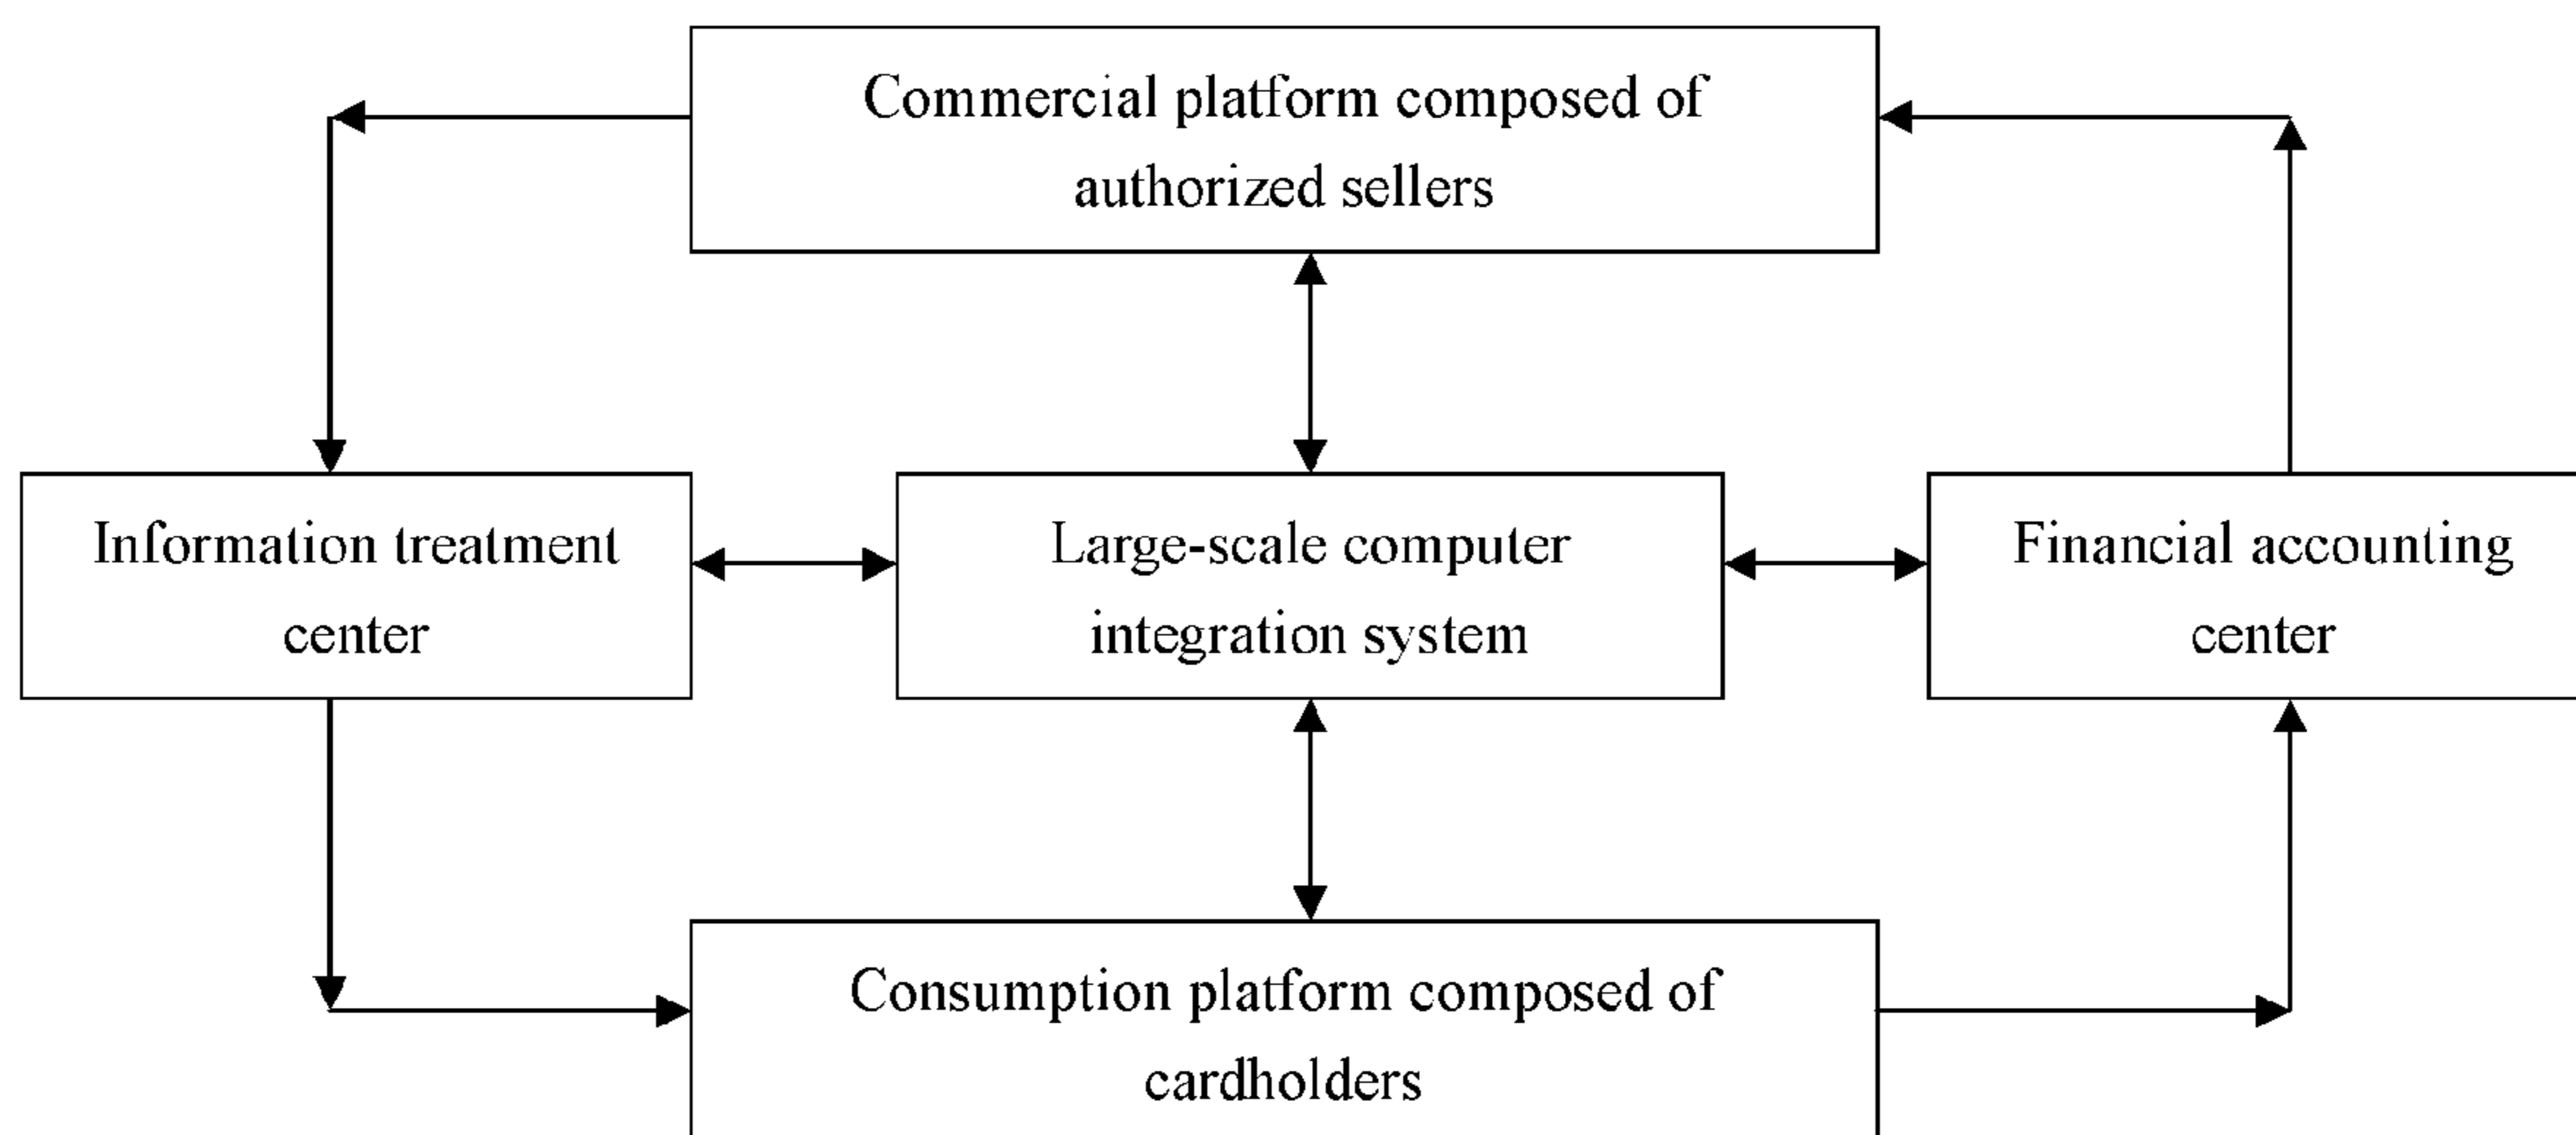 Commercial platform composed of
authorized sellers
Information treatment
center
Large-scale computer
integration system
Financial accounting
center
Consumption platform composed of
cardholders